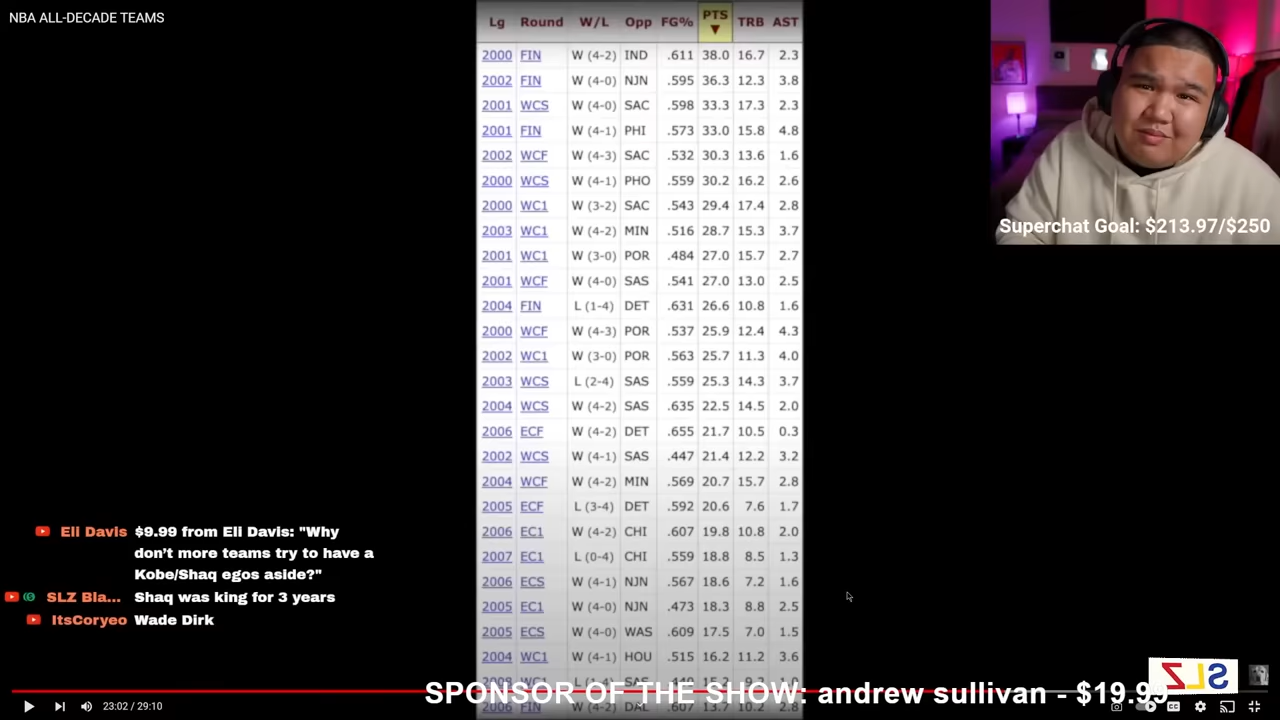 NBA ALL-DECADE TEAMS
Lg Round W/L Opp FG% PTS TRB AST
2000 FIN W (4-2) IND .611 38.0 16.7 2.3
2002 FIN W (4-0) NJN .595 36.3 12.3 3.8
2001 WCS W (4-0) SAC .598 33.3 17.3 2.3
2001 FIN W (4-1) PHI .573 33.0 15.8 4.8
2002 WCF W (4-3) SAC .532 30.3 13.6 1.6
2000 WCS W (4-1) PHO .559 30.2 16.2 2.6
2000 WC1 W (3-2) SAC .543 29.4 17.4 2.8
2003 WC1 W (4-2) MIN .516 28.7 15.3 3.7
2001 WC1 W (3-0) POR .484 27.0 15.7 2.7
2001 WCF W (4-0) SAS .541 27.0 13.0 2.5
2004 FIN L (1-4) DET .631 26.6 10.8 1.6
2000 WCF W (4-3) POR .537 25.9 12.4 4.3
2002 WC1 W (3-0) POR .563 25.7 11.3 4.0
2003 WCS L (2-4) SAS .559 25.3 14.3 3.7
2004 WCS W (4-2) SAS .635 22.5 14.5 2.0
2006 ECF W (4-2) DET .655 21.7 10.5 0.3
2002 WCS W (4-1) SAS .447 21.4 12.2 3.2
2004 WCF W (4-2) MIN .569 20.7 15.7 2.8
2005 ECF L (3-4) DET .592 20.6 7.6 1.7
2006 EC1 W (4-2) CHI .607 19.8 10.8 2.0
2007 EC1 L (0-4) CHI .559 18.8 8.5 1.3
2006 ECS W (4-1) NJN .567 18.6 7.2 1.6
2005 EC1 W (4-0) NJN .473 18.3 8.8 2.5
2005 ECS W (4-0) WAS .609 17.5 7.0 1.5
2004 WC1 W (4-1) HOU .515 16.2 11.2 3.6
2006 FIN W (4-2) DAL .607 13.7 10.2 2.8
Superchat Goal: $213.97/$250
Eli Davis $9.99 from Eli Davis: "Why
don't more teams try to have a
Kobe/Shaq egos aside?"
SLZ Bla... Shaq was king for 3 years
ItsCoryeo Wade Dirk
SLZ
SPONSOR OF THE SHOW: andrew sullivan - $19.9
23:02 / 29:10